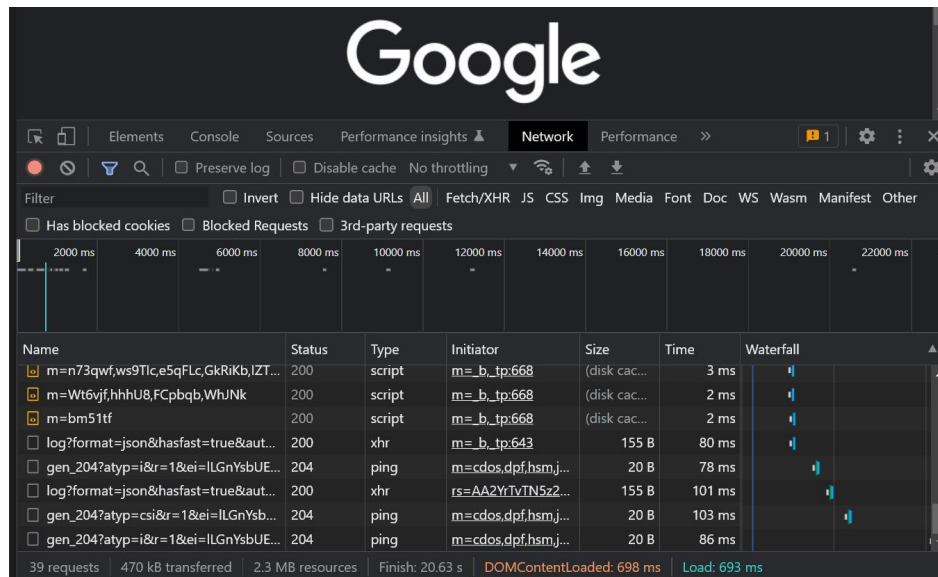 Google
Elements Console Sources Performance insights Network Performance » 1
Preserve log Disable cache No throttling
Filter Invert Hide data URLs All Fetch/XHR JS CSS Img Media Font Doc WS Wasm Manifest Other
Has blocked cookies Blocked Requests 3rd-party requests
2000 ms 4000 ms 6000 ms 8000 ms 10000 ms 12000 ms 14000 ms 16000 ms 18000 ms 20000 ms 22000 ms
Name Status Type Initiator Size Time Waterfall
m=n73qwf,ws9Tlc,e5qFLc,GkRiKb,IZT... 200 script m=_b,_tp:668 (disk cac... 3 ms
m=Wt6vjf,hhhU8,FCpbqb,WhJNk 200 script m=_b,_tp:668 (disk cac... 2 ms
m=bm51tf 200 script m=_b,_tp:668 (disk cac... 2 ms
log?format=json&hasfast=true&aut... 200 xhr m=_b,_tp:643 155 B 80 ms
gen_204?atyp=i&r=1&ei=lLGnYsbUE... 204 ping m=cdos,dpf,hsm,j... 20 B 78 ms
log?format=json&hasfast=true&aut... 200 xhr rs=AA2YrTvTN5z2... 155 B 101 ms
gen_204?atyp=csi&r=1&ei=lLGnYsb... 204 ping m=cdos,dpf,hsm,j... 20 B 103 ms
gen_204?atyp=i&r=1&ei=lLGnYsbUE... 204 ping m=cdos,dpf,hsm,j... 20 B 86 ms
39 requests 470 kB transferred 2.3 MB resources Finish: 20.63 s DOMContentLoaded: 698 ms Load: 693 ms